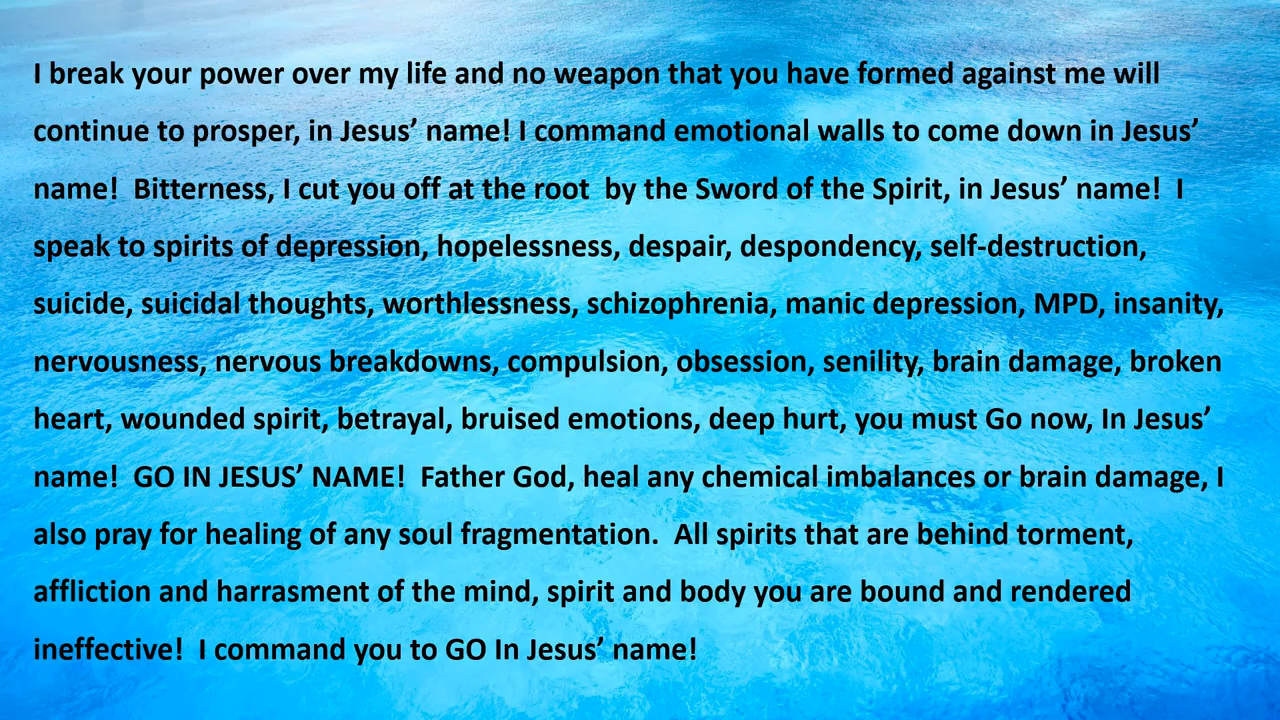 I break your power over my life and no weapon that you have formed against me will
continue to prosper, in Jesus’ name! I command emotional walls to come down in Jesus’
name!  Bitterness, I cut you off at the root  by the Sword of the Spirit, in Jesus’ name!  I
speak to spirits of depression, hopelessness, despair, despondency, self-destruction,
suicide, suicidal thoughts, worthlessness, schizophrenia, manic depression, MPD, insanity,
nervousness, nervous breakdowns, compulsion, obsession, senility, brain damage, broken
heart, wounded spirit, betrayal, bruised emotions, deep hurt, you must Go now, In Jesus’
name!  GO IN JESUS’ NAME!  Father God, heal any chemical imbalances or brain damage, I
also pray for healing of any soul fragmentation.  All spirits that are behind torment,
affliction and harrasment of the mind, spirit and body you are bound and rendered
ineffective!  I command you to GO In Jesus’ name!